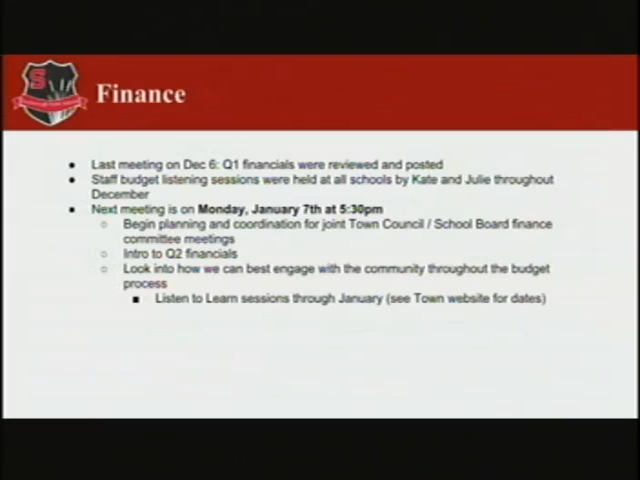 S
Finance
● Last meeting on Dec 6: Q1 financials were reviewed and posted
● Staff budget listening sessions were held at all schools by Kate and Julie throughout
December
● Next meeting is on Monday, January 7th at 5:30pm
○ Begin planning and coordination for joint Town Council / School Board finance
committee meetings
○ Intro to Q2 financials
○ Look into how we can best engage with the community throughout the budget
process
■ Listen to Learn sessions through January (see Town website for dates)